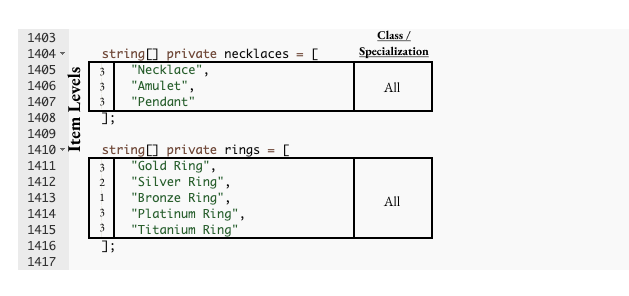 1403 Class /
1404 string[] private necklaces = [ Specialization
Item Levels
1405 3 "Necklace",
1406 3 "Amulet", All
1407 3 "Pendant"
1408 ];
1409
1410 string[] private rings = [
1411 3 "Gold Ring",
1412 2 "Silver Ring",
1413 1 "Bronze Ring", All
1414 3 "Platinum Ring",
1415 3 "Titanium Ring"
1416 ];
1417